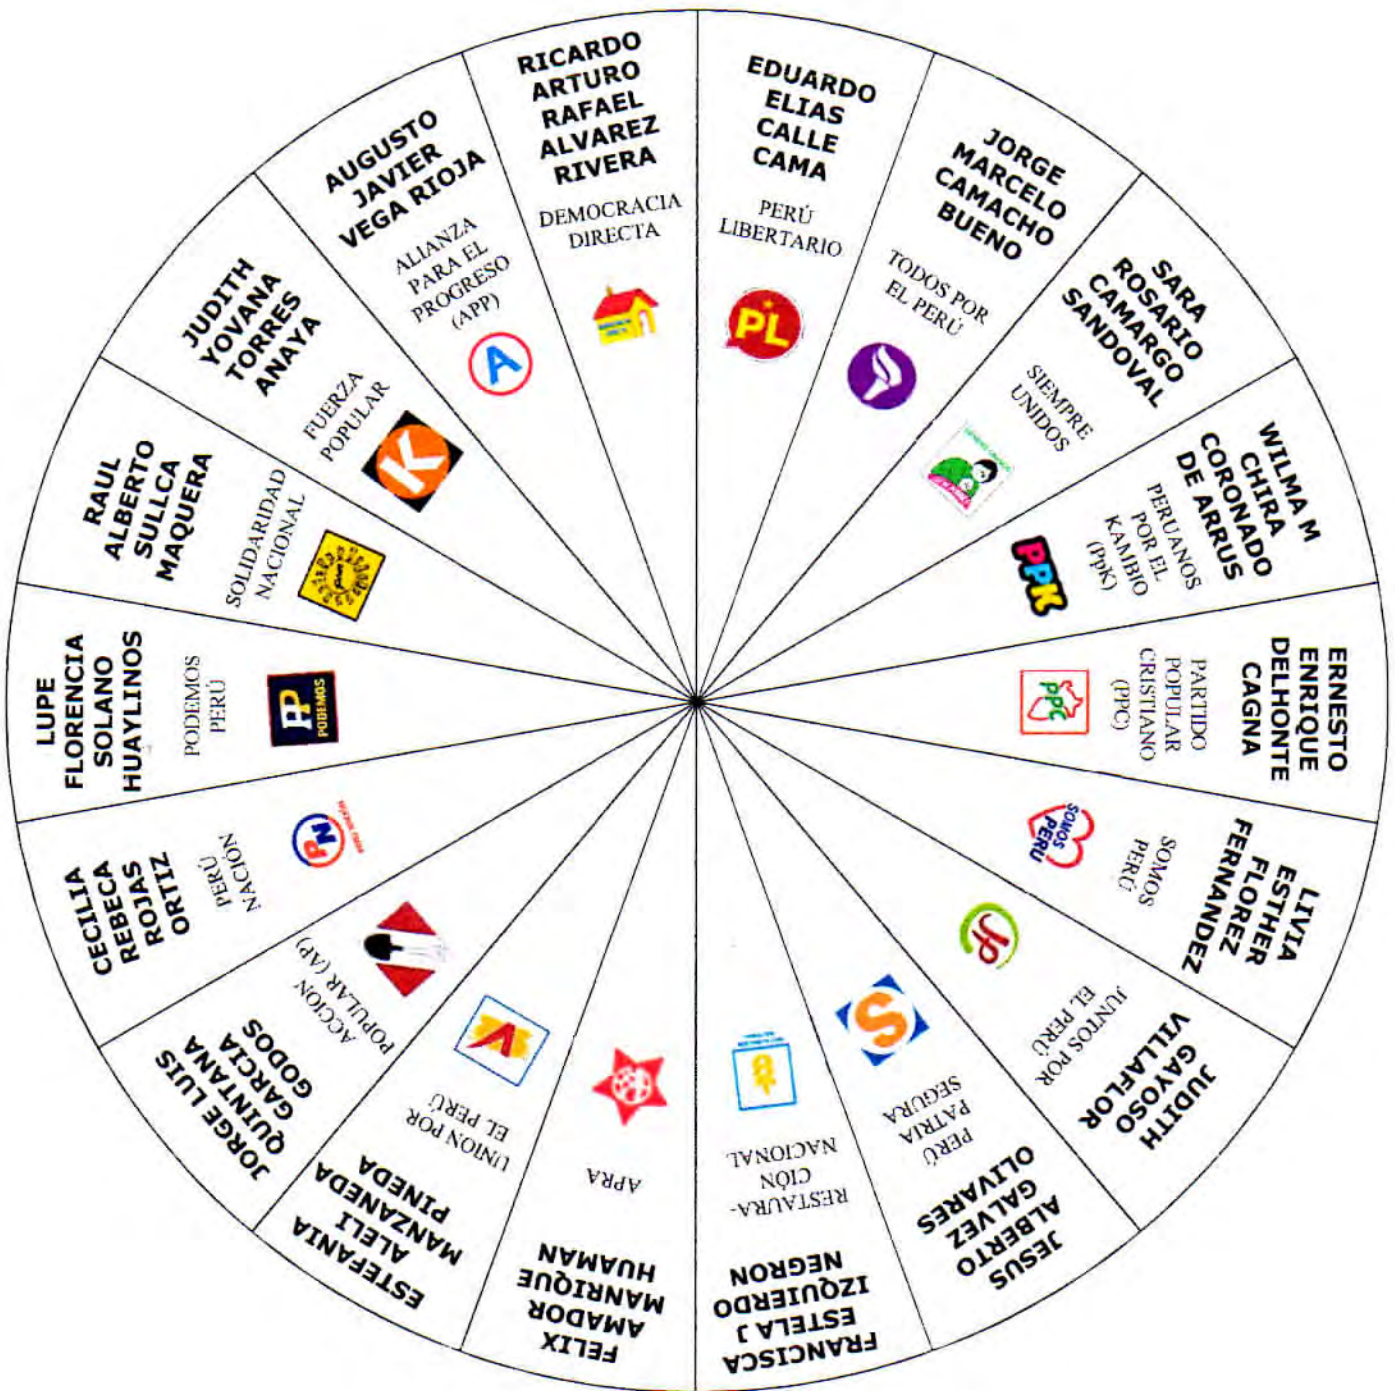 EDUARDO
ELIAS
CALLE
CAMA
PERÚ
LIBERTARIO
PL
JORGE
MARCELO
CAMACHO
BUENO
TODOS POR
EL PERÚ
SARA
ROSARIO
CAMARGO
SANDOVAL
SIEMPRE
UNIDOS
WILMA M
CHIRA
CORONADO
DE ARRUS
PERUANOS
POR EL
KAMBIO
(PpK)
PPK
ERNESTO
ENRIQUE
DELHONTE
CAGNA
PARTIDO
POPULAR
CRISTIANO
(PPC)
PPC
LIVIA
ESTHER
FLOREZ
FERNANDEZ
SOMOS
PERÚ
SOMOS
PERU
JUDITH
GAYOSO
VILLAFLOR
JUNTOS POR
EL PERÚ
JP
JESUS
ALBERTO
GALVEZ
OLIVARES
PERÚ
PATRIA
SEGURA
S
FRANCISCA
ESTELA J
IZQUIERDO
NEGRON
RESTAURA-
CIÓN
NACIONAL
FELIX
AMADOR
MANRIQUE
HUAMAN
APRA
ESTEFANIA
ALELI
MANZANEDA
PINEDA
UNION POR
EL PERÚ
JORGE LUIS
QUINTANA
GARCIA
GODOS
ACCION
POPULAR (AP)
CECILIA
REBECA
ROJAS
ORTIZ
PERÚ
NACIÓN
PN
LUPE
FLORENCIA
SOLANO
HUAYLINOS
PODEMOS
PERÚ
PP
PODEMOS
RAUL
ALBERTO
SULLCA
MAQUERA
SOLIDARIDAD
NACIONAL
JUDITH
YOVANA
TORRES
ANAYA
FUERZA
POPULAR
K
AUGUSTO
JAVIER
VEGA RIOJA
ALIANZA
PARA EL
PROGRESO
(APP)
A
RICARDO
ARTURO
RAFAEL
ALVAREZ
RIVERA
DEMOCRACIA
DIRECTA